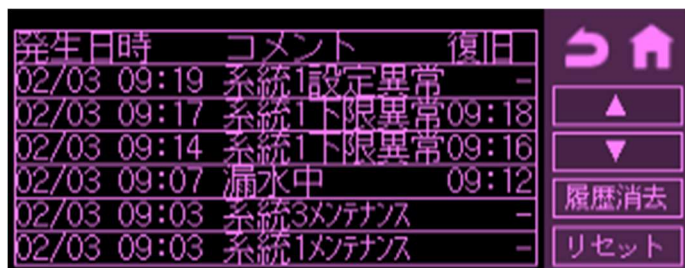 発生日時 コメント 復旧
02/03 09:19 系統1設定異常 -
02/03 09:17 系統1下限異常 09:18
02/03 09:14 系統1下限異常 09:16
02/03 09:07 漏水中 09:12
02/03 09:03 系統3メンテナンス -
02/03 09:03 系統1メンテナンス -
▲
▼
履歴消去
リセット